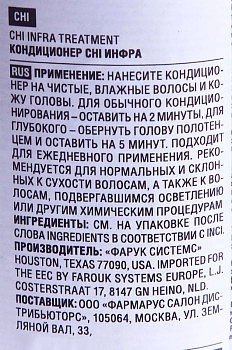 CHI
CHI INFRA TREATMENT
КОНДИЦИОНЕР CHI ИНФРА
RUS ПРИМЕНЕНИЕ: НАНЕСИТЕ КОНДИЦИО-
НЕР НА ЧИСТЫЕ, ВЛАЖНЫЕ ВОЛОСЫ И КО-
ЖУ ГОЛОВЫ. ДЛЯ ОБЫЧНОГО КОНДИЦИО-
НИРОВАНИЯ – ОСТАВИТЬ НА 2 МИНУТЫ, ДЛЯ
ГЛУБОКОГО – ОБЕРНУТЬ ГОЛОВУ ПОЛОТЕН-
ЦЕМ И ОСТАВИТЬ НА 5 МИНУТ. ПОДХОДИТ
ДЛЯ ЕЖЕДНЕВНОГО ПРИМЕНЕНИЯ. РЕКО-
МЕНДУЕТСЯ ДЛЯ НОРМАЛЬНЫХ И СКЛОН-
НЫХ К СУХОСТИ ВОЛОСАМ, А ТАКЖЕ К ВО-
ЛОСАМ, ПОДВЕРГАВШИМСЯ ОСВЕТЛЕНИЮ
ИЛИ ДРУГИМ ХИМИЧЕСКИМ ПРОЦЕДУРАМ
ИНГРЕДИЕНТЫ: СМ. НА УПАКОВКЕ ПОСЛЕ
СЛОВА INGREDIENTS В СООТВЕТСТВИИ С INCI.
ПРОИЗВОДИТЕЛЬ: «ФАРУК СИСТЕМС»
HOUSTON, TEXAS 77090, USA. IMPORTED FOR
THE EEC BY FAROUK SYSTEMS EUROPE, L.J.
COSTERSTRAAT 17, 8147 GN HEINO, NLD.
ПОСТАВЩИК: ООО «ФАРМАРУС САЛОН ДИС-
ТРИБЬЮТОРС», 105064, МОСКВА, УЛ. ЗЕМ-
ЛЯНОЙ ВАЛ, 33,